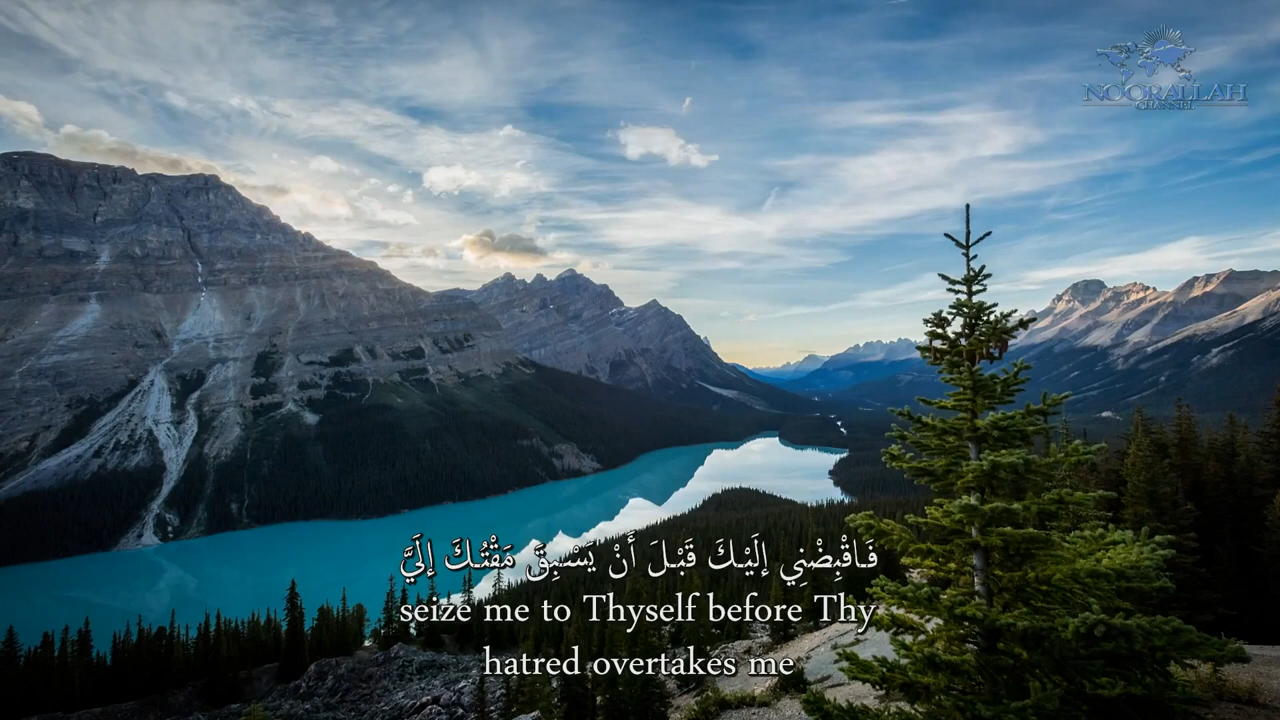 NOORALLAH
CHANNEL
فَاقْبِضْنِي إِلَيْكَ قَبْلَ أَنْ يَسْبِقَ مَقْتُكَ إِلَيَّ
seize me to Thyself before Thy
hatred overtakes me